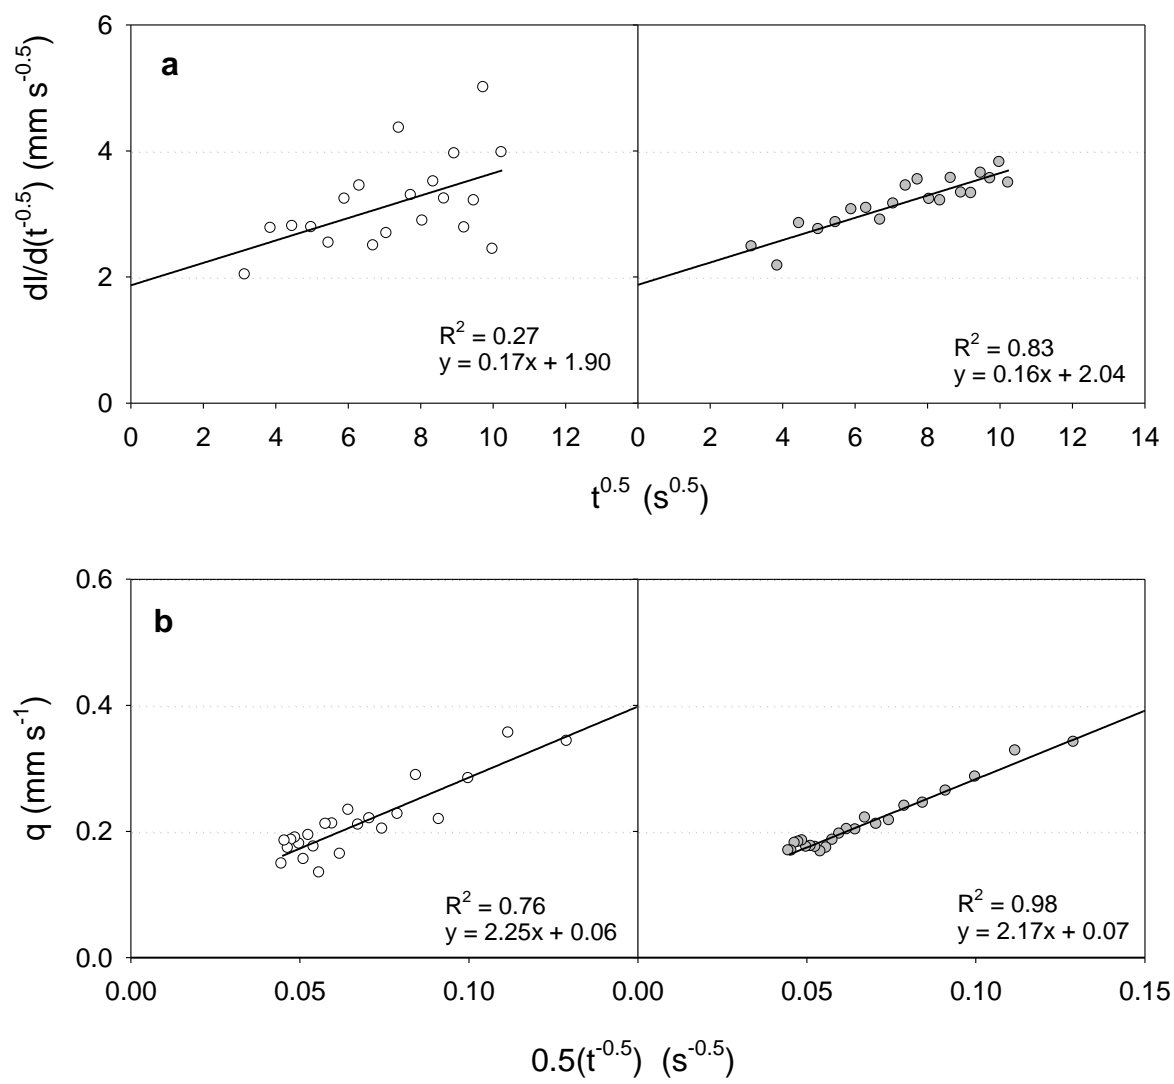 6
a
4
2
0
dI/d(t^-0.5) (mm s^-0.5)
R^2 = 0.27
y = 0.17x + 1.90
R^2 = 0.83
y = 0.16x + 2.04
0 2 4 6 8 10 12 0 2 4 6 8 10 12 14
t^0.5 (s^0.5)
0.6
b
0.4
0.2
0.0
q (mm s^-1)
R^2 = 0.76
y = 2.25x + 0.06
R^2 = 0.98
y = 2.17x + 0.07
0.00 0.05 0.10 0.00 0.05 0.10 0.15
0.5(t^-0.5) (s^-0.5)